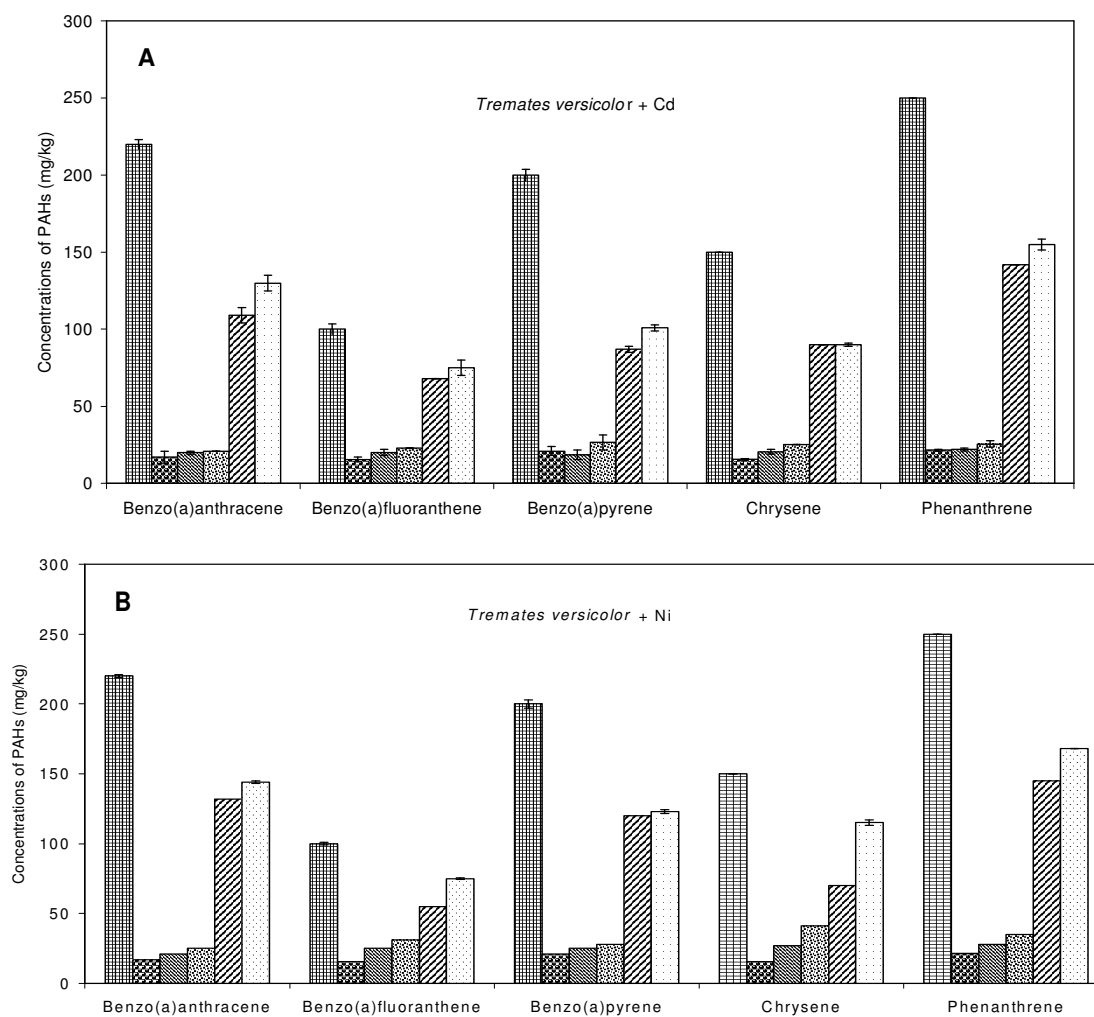 300
A
Tremates versicolor + Cd
250
200
150
100
50
0
Concentrations of PAHs (mg/kg)
Benzo(a)anthracene Benzo(a)fluoranthene Benzo(a)pyrene Chrysene Phenanthrene
300
B
Tremates versicolor + Ni
250
200
150
100
50
0
Concentrations of PAHs (mg/kg)
Benzo(a)anthracene Benzo(a)fluoranthene Benzo(a)pyrene Chrysene Phenanthrene